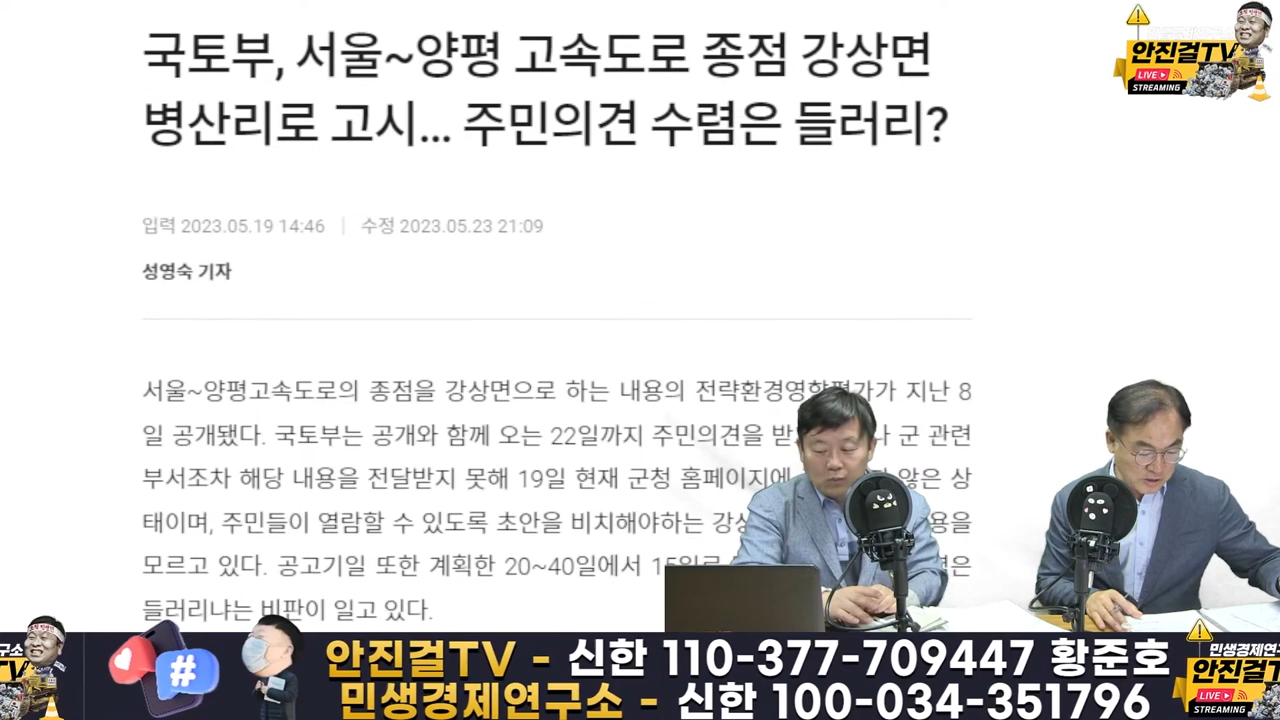 국토부, 서울~양평 고속도로 종점 강상면
병산리로 고시... 주민의견 수렴은 들러리?
안진걸TV
LIVE
STREAMING
입력 2023.05.19 14:46 | 수정 2023.05.23 21:09
성영숙 기자
서울~양평고속도로의 종점을 강상면으로 하는 내용의 전략환경영향평가가 지난 8
일 공개됐다. 국토부는 공개와 함께 오는 22일까지 주민의견을 받 군 관련
부서조차 해당 내용을 전달받지 못해 19일 현재 군청 홈페이지에 않은 상
태이며, 주민들이 열람할 수 있도록 초안을 비치해야하는
모르고 있다. 공고기일 또한 계획한 20~40일에서
들러리냐는 비판이 일고 있다.
안진걸TV - 신한 110-377-709447 황준호
민생경제연구소 - 신한 100-034-351796
#
민생경제연구
안진걸T
LIVE
STREAMING